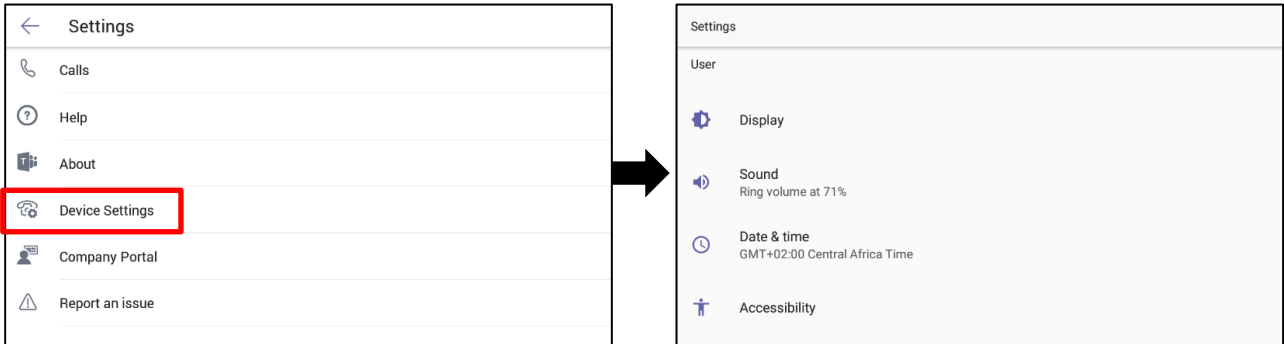 Settings
Calls
Help
About
Device Settings
Company Portal
Report an issue
Settings
User
Display
Sound
Ring volume at 71%
Date & time
GMT+02:00 Central Africa Time
Accessibility